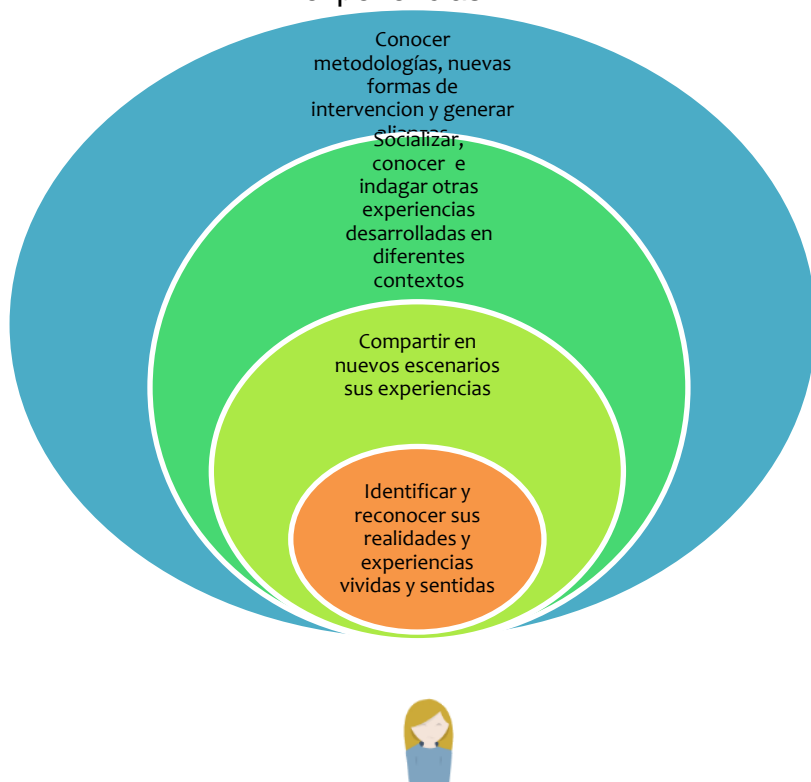 Conocer
metodologías, nuevas
formas de
intervencion y generar
Socializar,
conocer e
indagar otras
experiencias
desarrolladas en
diferentes
contextos
Compartir en
nuevos escenarios
sus experiencias
Identificar y
reconocer sus
realidades y
experiencias
vividas y sentidas